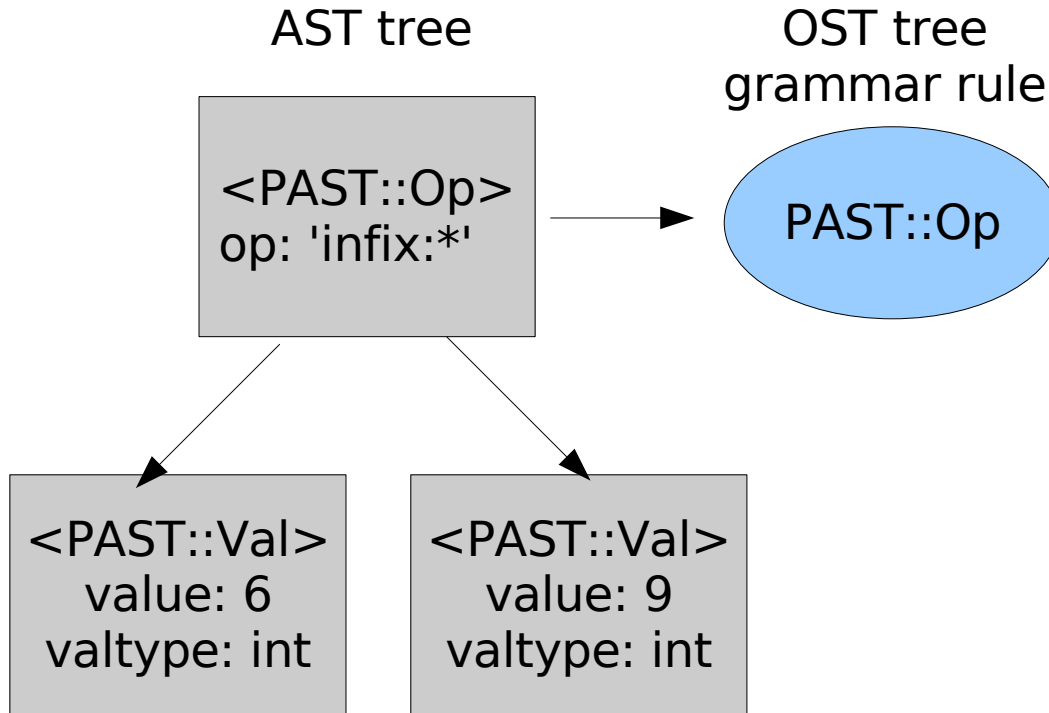 AST tree
OST tree
grammar rule
<PAST::Op>
op: 'infix:*'
PAST::Op
<PAST::Val>
value: 6
valtype: int
<PAST::Val>
value: 9
valtype: int